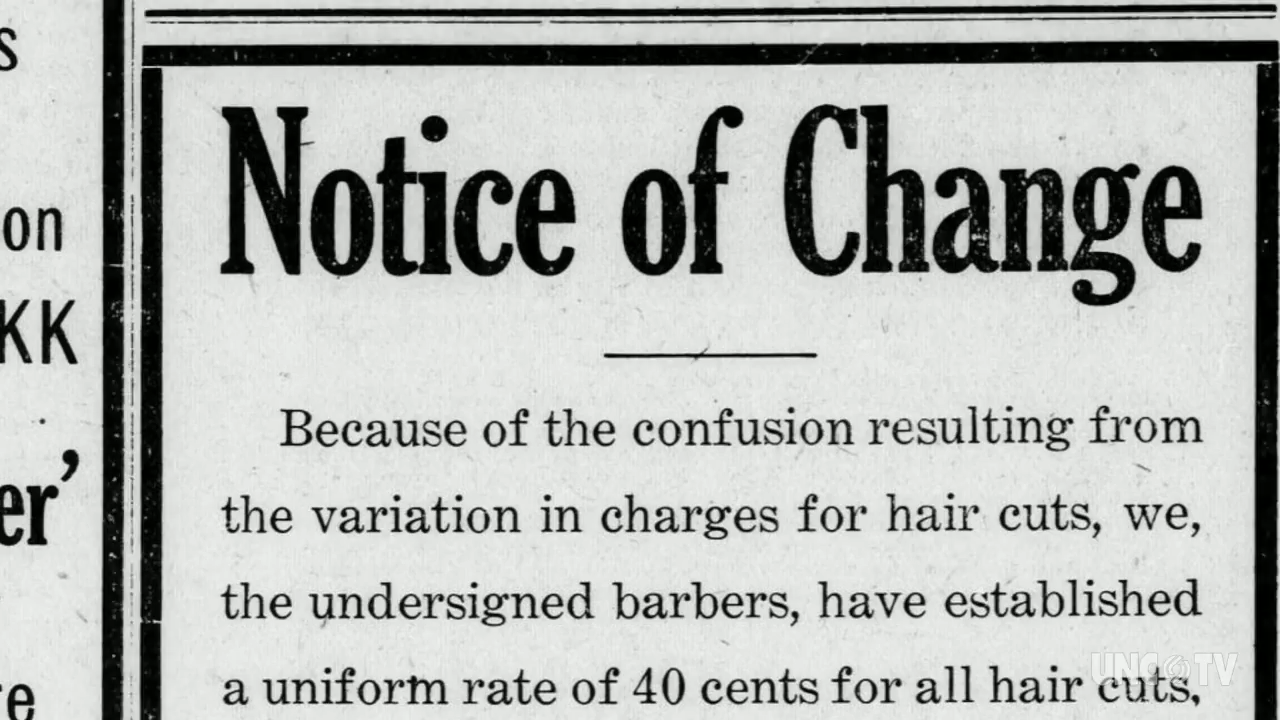 s
on
KK
er'
e
Notice of Change
Because of the confusion resulting from
the variation in charges for hair cuts, we,
the undersigned barbers, have established
a uniform rate of 40 cents for all hair cuts,
UNC TV